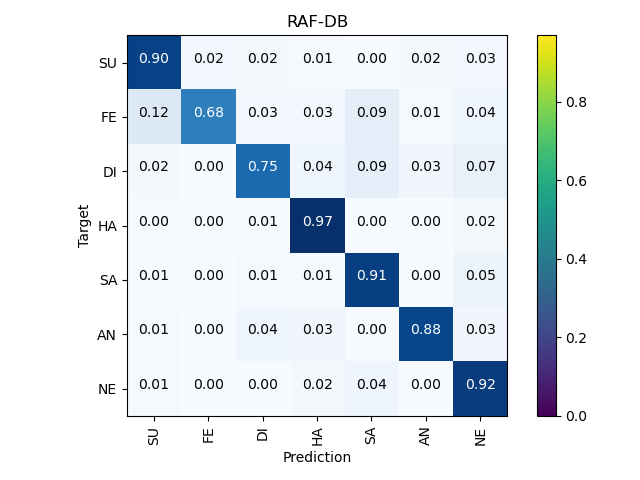 RAF-DB
SU 0.90 0.02 0.02 0.01 0.00 0.02 0.03
FE 0.12 0.68 0.03 0.03 0.09 0.01 0.04
DI 0.02 0.00 0.75 0.04 0.09 0.03 0.07
HA 0.00 0.00 0.01 0.97 0.00 0.00 0.02
SA 0.01 0.00 0.01 0.01 0.91 0.00 0.05
AN 0.01 0.00 0.04 0.03 0.00 0.88 0.03
NE 0.01 0.00 0.00 0.02 0.04 0.00 0.92
SU FE DI HA SA AN NE
Prediction
Target
0.8
0.6
0.4
0.2
0.0